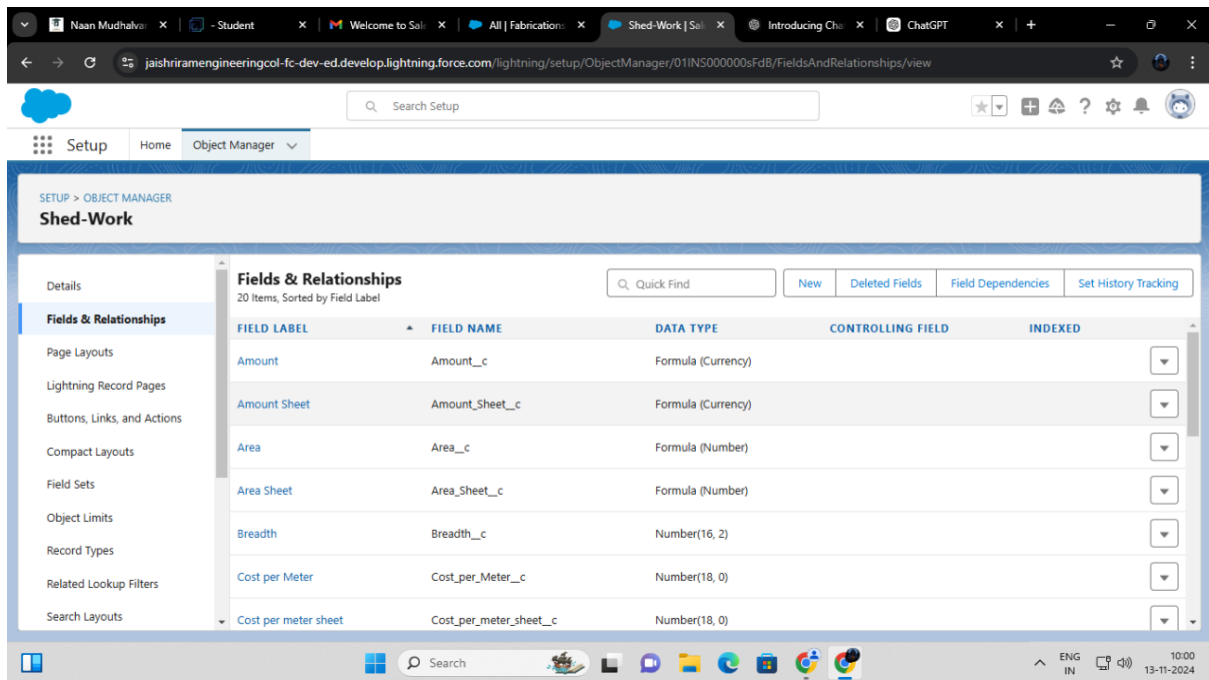 Naan Mudhalvar
- Student
Welcome to Sale
All | Fabrications
Shed-Work | Sale
Introducing Cha
ChatGPT
jaishriramengineeringcol-fc-dev-ed.develop.lightning.force.com/lightning/setup/ObjectManager/01INS000000sFdB/FieldsAndRelationships/view
Search Setup
Setup Home Object Manager
SETUP > OBJECT MANAGER
Shed-Work
Details
Fields & Relationships
Page Layouts
Lightning Record Pages
Buttons, Links, and Actions
Compact Layouts
Field Sets
Object Limits
Record Types
Related Lookup Filters
Search Layouts
Fields & Relationships
20 Items, Sorted by Field Label
Quick Find New Deleted Fields Field Dependencies Set History Tracking
FIELD LABEL FIELD NAME DATA TYPE CONTROLLING FIELD INDEXED
Amount Amount__c Formula (Currency)
Amount Sheet Amount_Sheet__c Formula (Currency)
Area Area__c Formula (Number)
Area Sheet Area_Sheet__c Formula (Number)
Breadth Breadth__c Number(16, 2)
Cost per Meter Cost_per_Meter__c Number(18, 0)
Cost per meter sheet Cost_per_meter_sheet__c Number(18, 0)
Search
ENG
IN
10:00
13-11-2024